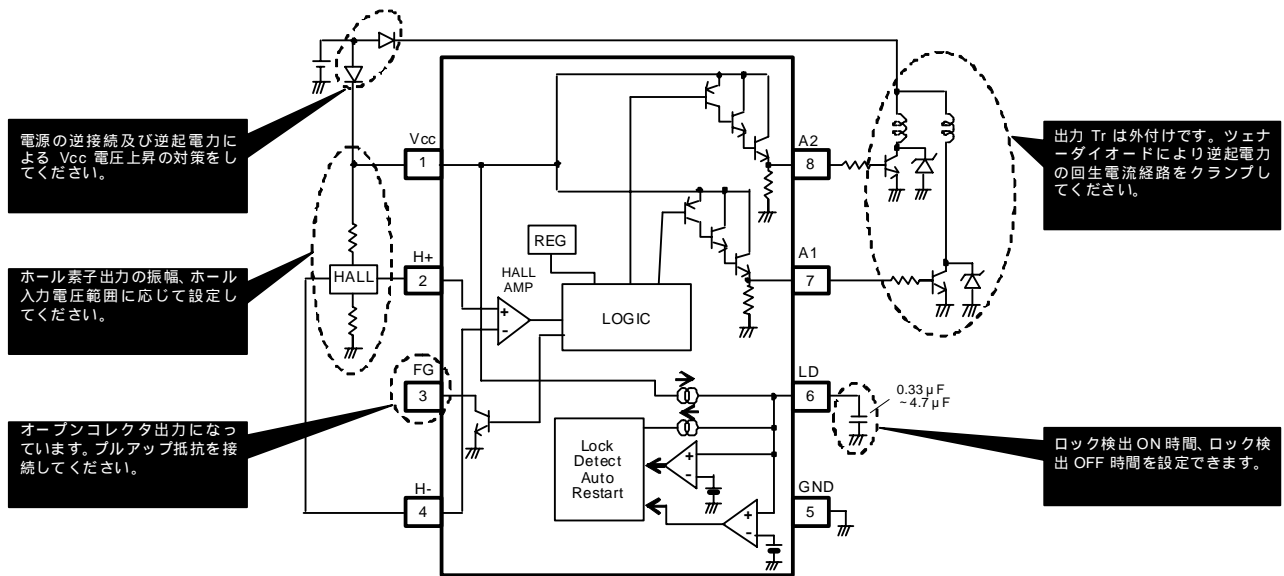 電源の逆接続及び逆起電力に
よる Vcc 電圧上昇の対策をし
てください。
ホール素子出力の振幅、ホール
入力電圧範囲に応じて設定し
てください。
オープンコレクタ出力になっ
ています。プルアップ抵抗を接
続してください。
HALL
Vcc
1
H+
2
FG
3
H-
4
REG
HALL
AMP
+
-
LOGIC
Lock
Detect
Auto
Restart
+
-
+
-
A2
8
A1
7
LD
6
GND
5
0.33μF
~4.7μF
出力 Tr は外付けです。ツェナ
ーダイオードにより逆起電力
の回生電流経路をクランプし
てください。
ロック検出 ON 時間、ロック検
出 OFF 時間を設定できます。